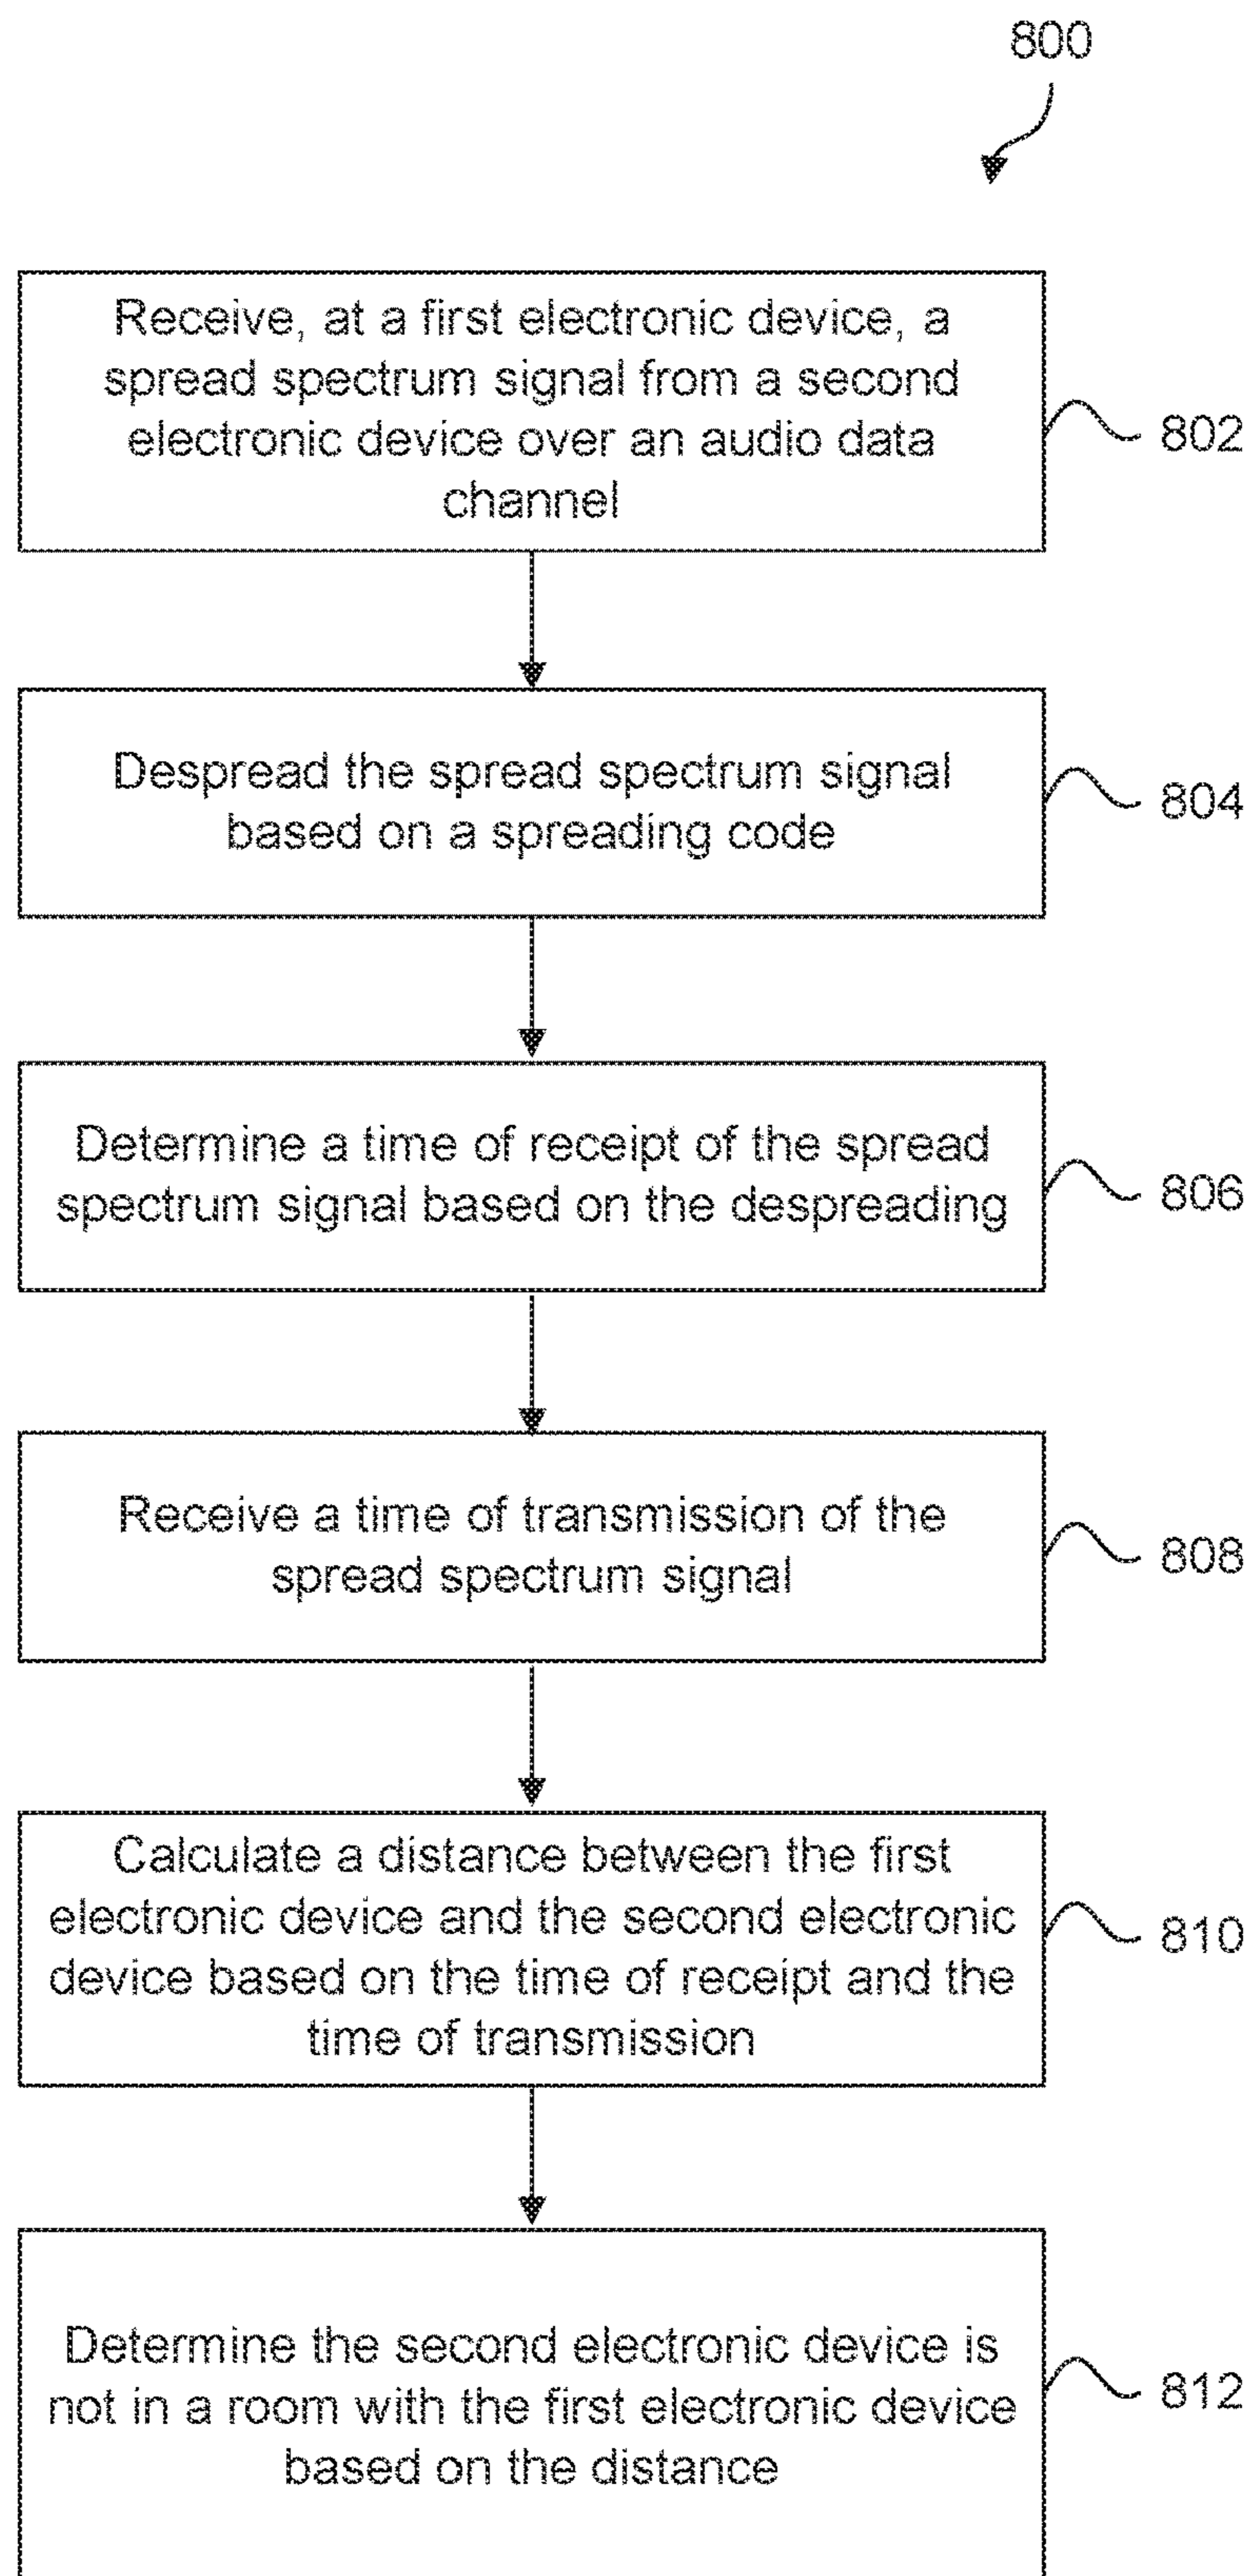 800
Receive, at a first electronic device, a
spread spectrum signal from a second
electronic device over an audio data
channel
802
Despread the spread spectrum signal
based on a spreading code
804
Determine a time of receipt of the spread
spectrum signal based on the despreading
806
Receive a time of transmission of the
spread spectrum signal
808
Calculate a distance between the first
electronic device and the second electronic
device based on the time of receipt and the
time of transmission
810
Determine the second electronic device is
not in a room with the first electronic device
based on the distance
812